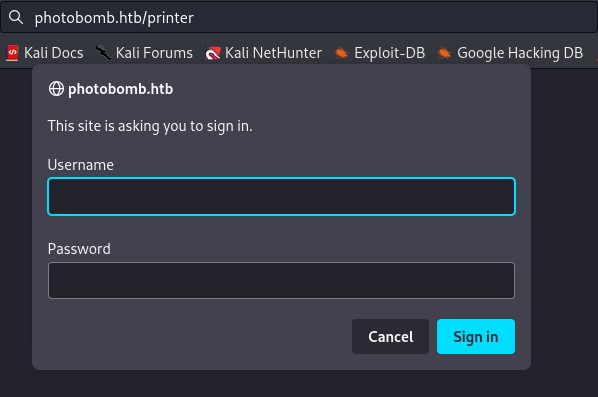 photobomb.htb/printer
Kali Docs Kali Forums Kali NetHunter Exploit-DB Google Hacking DB
photobomb.htb
This site is asking you to sign in.
Username
Password
Cancel Sign in